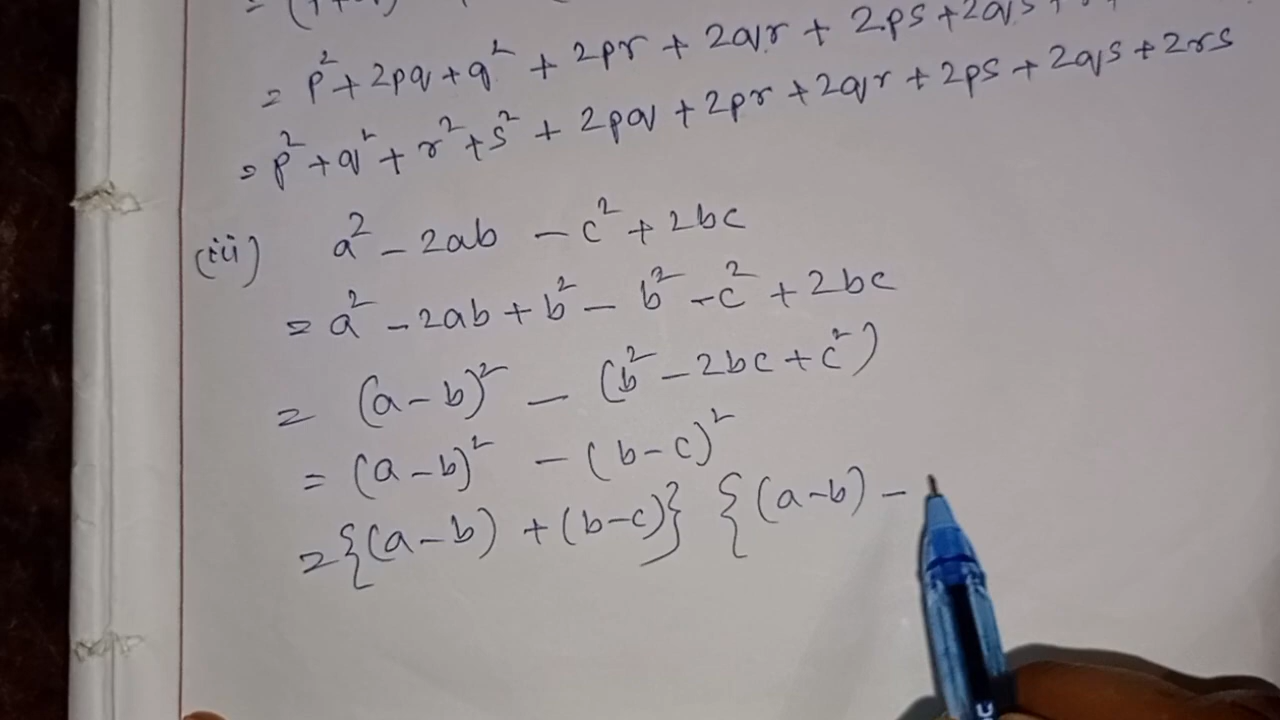 = p² + 2pq + q² + 2pr + 2qr + 2ps + 2qs +
= p² + q² + r² + s² + 2pq + 2pr + 2qr + 2ps + 2qs + 2rs
(iii) a² - 2ab - c² + 2bc
= a² - 2ab + b² - b² - c² + 2bc
= (a-b)² - (b² - 2bc + c²)
= (a-b)² - (b-c)²
= {(a-b) + (b-c)} {(a-b) -